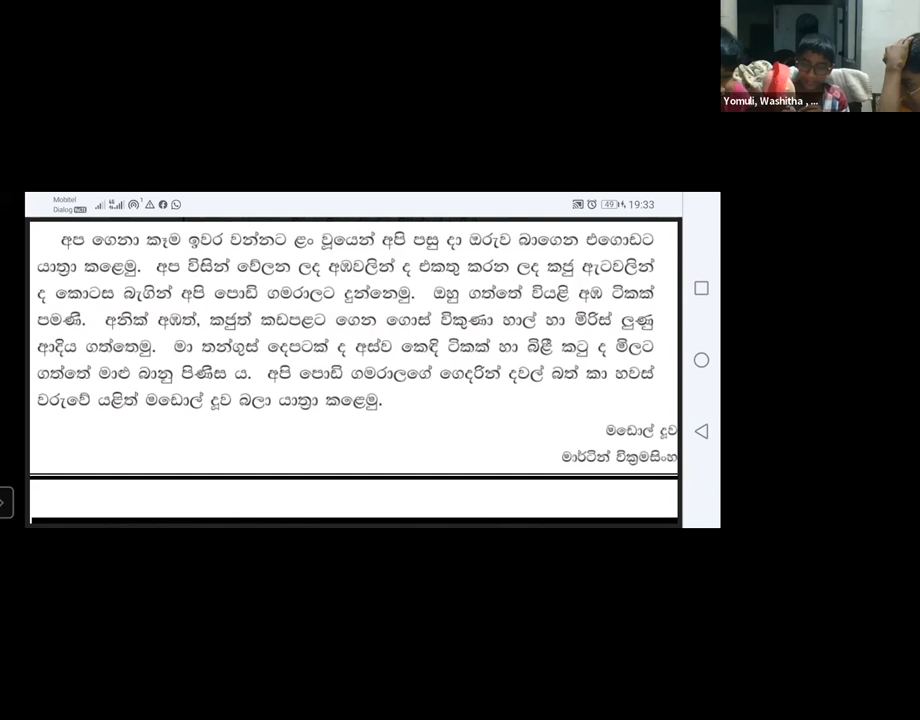 Yomuli, Washitha , ...
Mobitel
Dialog VoLTE
49
19:33
අප ගෙනා කෑම ඉවර වන්නට ළං වූයෙන් අපි පසු දා ඔරුව බාගෙන එගොඩට
යාත්‍රා කළෙමු. අප විසින් වේලන ලද අඹවලින් ද එකතු කරන ලද කජු ඇටවලින්
ද කොටස බැගින් අපි පොඩි ගමරාලට දුන්නෙමු. ඔහු ගත්තේ වියළි අඹ ටිකක්
පමණී. අනික් අඹත්, කජුත් කඩපළට ගෙන ගොස් විකුණා හාල් හා මිරිස් ලුණු
ආදිය ගත්තෙමු. මා තන්ගුස් දෙපටක් ද අස්ව කෙඳි ටිකක් හා බිළී කටු ද මිලට
ගත්තේ මාළු බානු පිණිස ය. අපි පොඩි ගමරාලගේ ගෙදරින් දවල් බත් කා හවස්
වරුවේ යළිත් මඩොල් දූව බලා යාත්‍රා කළෙමු.
මඩොල් දූව
මාර්ටින් වික්‍රමසිංහ